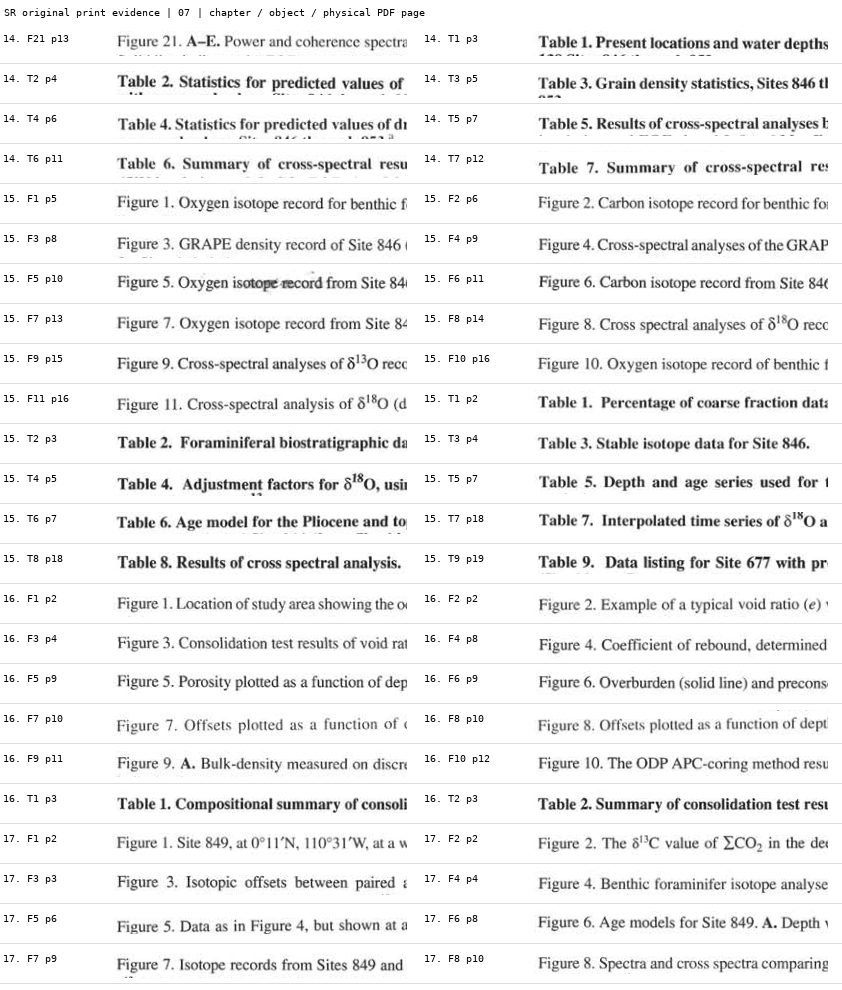 SR original print evidence | 07 | chapter / object / physical PDF page
14. F21 p13 Figure 21. A–E. Power and coherence spectra 14. T1 p3 Table 1. Present locations and water depths
14. T2 p4 Table 2. Statistics for predicted values of 14. T3 p5 Table 3. Grain density statistics, Sites 846 th
14. T4 p6 Table 4. Statistics for predicted values of dr 14. T5 p7 Table 5. Results of cross-spectral analyses b
14. T6 p11 Table 6. Summary of cross-spectral resu 14. T7 p12 Table 7. Summary of cross-spectral res
15. F1 p5 Figure 1. Oxygen isotope record for benthic f 15. F2 p6 Figure 2. Carbon isotope record for benthic fo
15. F3 p8 Figure 3. GRAPE density record of Site 846 ( 15. F4 p9 Figure 4. Cross-spectral analyses of the GRAP
15. F5 p10 Figure 5. Oxygen isotope record from Site 846 15. F6 p11 Figure 6. Carbon isotope record from Site 846
15. F7 p13 Figure 7. Oxygen isotope record from Site 84 15. F8 p14 Figure 8. Cross spectral analyses of δ¹⁸O reco
15. F9 p15 Figure 9. Cross-spectral analyses of δ¹³O reco 15. F10 p16 Figure 10. Oxygen isotope record of benthic f
15. F11 p16 Figure 11. Cross-spectral analysis of δ¹⁸O (d 15. T1 p2 Table 1. Percentage of coarse fraction data
15. T2 p3 Table 2. Foraminiferal biostratigraphic da 15. T3 p4 Table 3. Stable isotope data for Site 846.
15. T4 p5 Table 4. Adjustment factors for δ¹⁸O, usin 15. T5 p7 Table 5. Depth and age series used for t
15. T6 p7 Table 6. Age model for the Pliocene and to 15. T7 p18 Table 7. Interpolated time series of δ¹⁸O a
15. T8 p18 Table 8. Results of cross spectral analysis. 15. T9 p19 Table 9. Data listing for Site 677 with pr
16. F1 p2 Figure 1. Location of study area showing the oc 16. F2 p2 Figure 2. Example of a typical void ratio (e) v
16. F3 p4 Figure 3. Consolidation test results of void rat 16. F4 p8 Figure 4. Coefficient of rebound, determined
16. F5 p9 Figure 5. Porosity plotted as a function of dep 16. F6 p9 Figure 6. Overburden (solid line) and precons
16. F7 p10 Figure 7. Offsets plotted as a function of d 16. F8 p10 Figure 8. Offsets plotted as a function of dept
16. F9 p11 Figure 9. A. Bulk-density measured on discre 16. F10 p12 Figure 10. The ODP APC-coring method resu
16. T1 p3 Table 1. Compositional summary of consoli 16. T2 p3 Table 2. Summary of consolidation test resu
17. F1 p2 Figure 1. Site 849, at 0°11′N, 110°31′W, at a w 17. F2 p2 Figure 2. The δ¹³C value of ΣCO₂ in the dee
17. F3 p3 Figure 3. Isotopic offsets between paired a 17. F4 p4 Figure 4. Benthic foraminifer isotope analyse
17. F5 p6 Figure 5. Data as in Figure 4, but shown at a 17. F6 p8 Figure 6. Age models for Site 849. A. Depth v
17. F7 p9 Figure 7. Isotope records from Sites 849 and 17. F8 p10 Figure 8. Spectra and cross spectra comparing